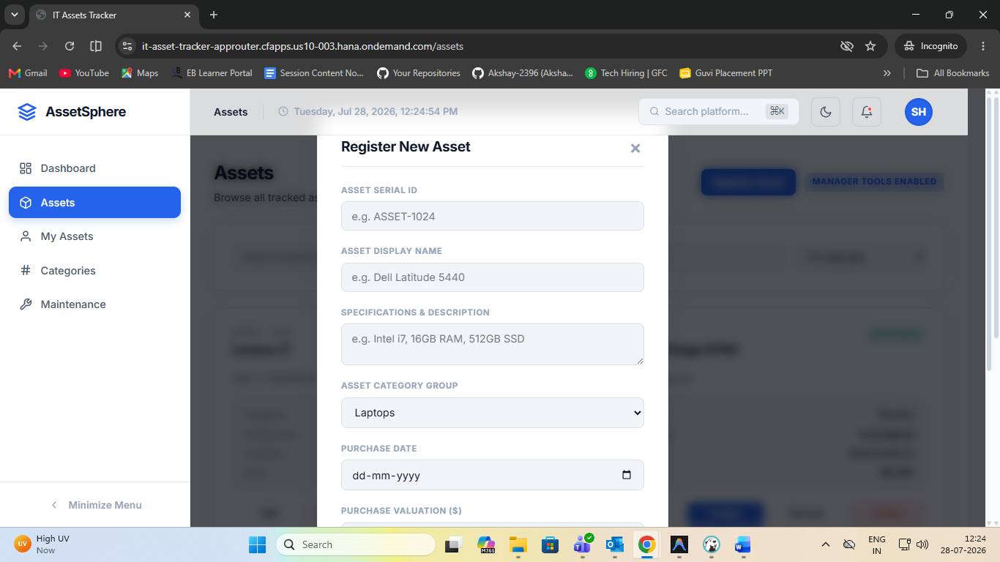 IT Assets Tracker
it-asset-tracker-approuter.cfapps.us10-003.hana.ondemand.com/assets
Incognito
Gmail
YouTube
Maps
EB Learner Portal
Session Content No...
Your Repositories
Akshay-2396 (Aksha...
Tech Hiring | GFC
Guvi Placement PPT
All Bookmarks
AssetSphere
Assets
Tuesday, Jul 28, 2026, 12:24:54 PM
Search platform...
⌘K
SH
Dashboard
Assets
My Assets
Categories
Maintenance
Minimize Menu
Assets
Browse all tracked as
MANAGER TOOLS ENABLED
Register New Asset
ASSET SERIAL ID
e.g. ASSET-1024
ASSET DISPLAY NAME
e.g. Dell Latitude 5440
SPECIFICATIONS & DESCRIPTION
e.g. Intel i7, 16GB RAM, 512GB SSD
ASSET CATEGORY GROUP
Laptops
PURCHASE DATE
dd-mm-yyyy
PURCHASE VALUATION ($)
UV
High UV
Now
Search
M365
ENG
IN
12:24
28-07-2026